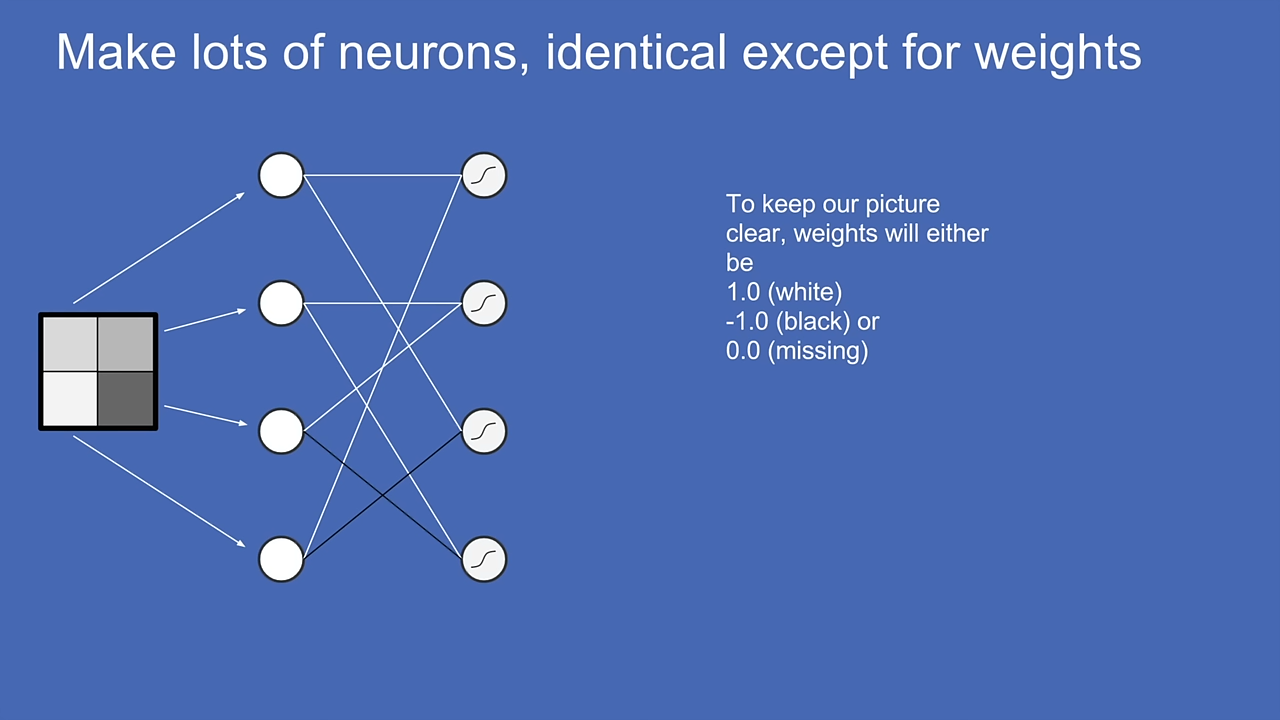 Make lots of neurons, identical except for weights
To keep our picture
clear, weights will either
be
1.0 (white)
-1.0 (black) or
0.0 (missing)